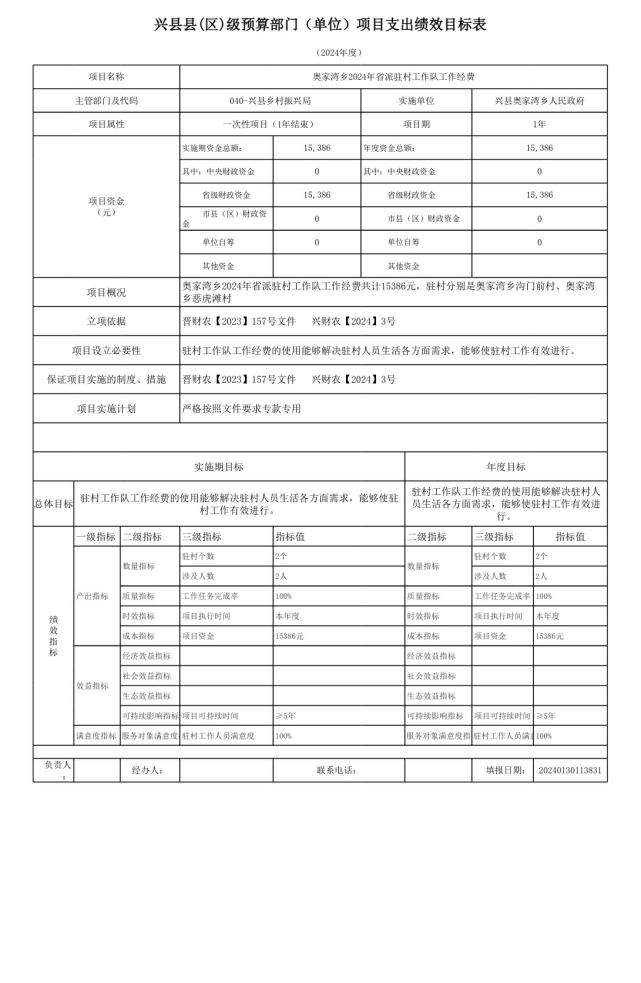 兴县县(区)级预算部门（单位）项目支出绩效目标表
（2024年度）
项目名称 奥家湾乡2024年省派驻村工作队工作经费
主管部门及代码 040-兴县乡村振兴局 实施单位 兴县奥家湾乡人民政府
项目属性 一次性项目（1年结束） 项目期 1年
项目资金
（元）
实施期资金总额： 15,386 年度资金总额： 15,386
其中：中央财政资金 0 其中：中央财政资金 0
省级财政资金 15,386 省级财政资金 15,386
市县（区）财政资
金 0 市县（区）财政资金 0
单位自筹 0 单位自筹 0
其他资金 其他资金
项目概况 奥家湾乡2024年省派驻村工作队工作经费共计15386元，驻村分别是奥家湾乡沟门前村、奥家湾
乡恶虎滩村
立项依据 晋财农【2023】157号文件 兴财农【2024】3号
项目设立必要性 驻村工作队工作经费的使用能够解决驻村人员生活各方面需求，能够使驻村工作有效进行。
保证项目实施的制度、措施 晋财农【2023】157号文件 兴财农【2024】3号
项目实施计划 严格按照文件要求专款专用
实施期目标 年度目标
总体目标 驻村工作队工作经费的使用能够解决驻村人员生活各方面需求，能够使驻
村工作有效进行。
驻村工作队工作经费的使用能够解决驻村人
员生活各方面需求，能够使驻村工作有效进
行。
绩效指标
一级指标 二级指标 三级指标 指标值 二级指标 三级指标 指标值
产出指标 数量指标 驻村个数 2个 数量指标 驻村个数 2个
涉及人数 2人 涉及人数 2人
质量指标 工作任务完成率 100% 质量指标 工作任务完成率 100%
时效指标 项目执行时间 本年度 时效指标 项目执行时间 本年度
成本指标 项目资金 15386元 成本指标 项目资金 15386元
效益指标 经济效益指标 经济效益指标
社会效益指标 社会效益指标
生态效益指标 生态效益指标
可持续影响指标 项目可持续时间 ≥5年 可持续影响指标 项目可持续时间 ≥5年
满意度指标 服务对象满意度 驻村工作人员满意度 100% 服务对象满意度指 驻村工作人员满意 100%
负责人
： 经办人： 联系电话： 填报日期： 20240130113831